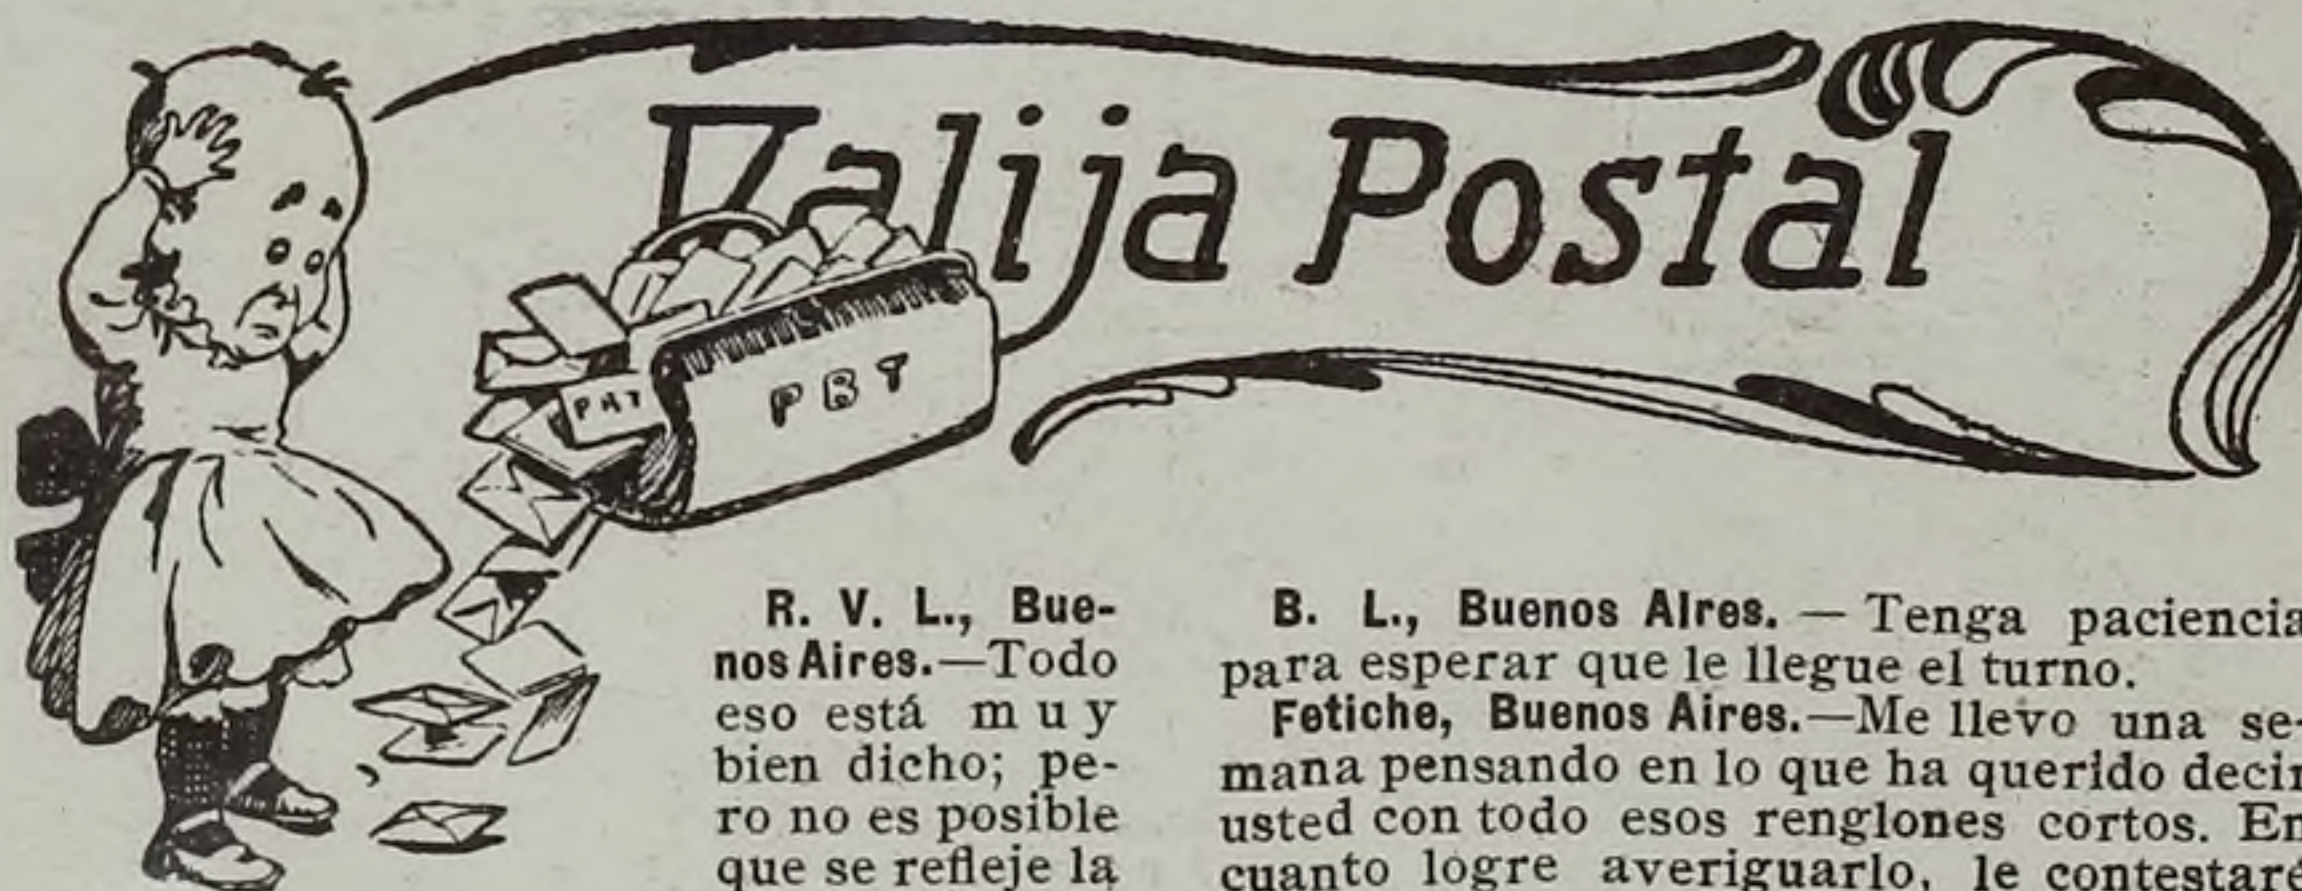 Valija Postal
PBT
R. V. L., Bue-
nos Aires.—Todo
eso está muy
bien dicho; pe-
ro no es posible
que se refleje la
B. L., Buenos Aires. — Tenga paciencia
para esperar que le llegue el turno.
Fetiche, Buenos Aires.—Me llevo una se-
mana pensando en lo que ha querido decir
usted con todo esos renglones cortos. En
cuanto logre averiguarlo, le contestaré